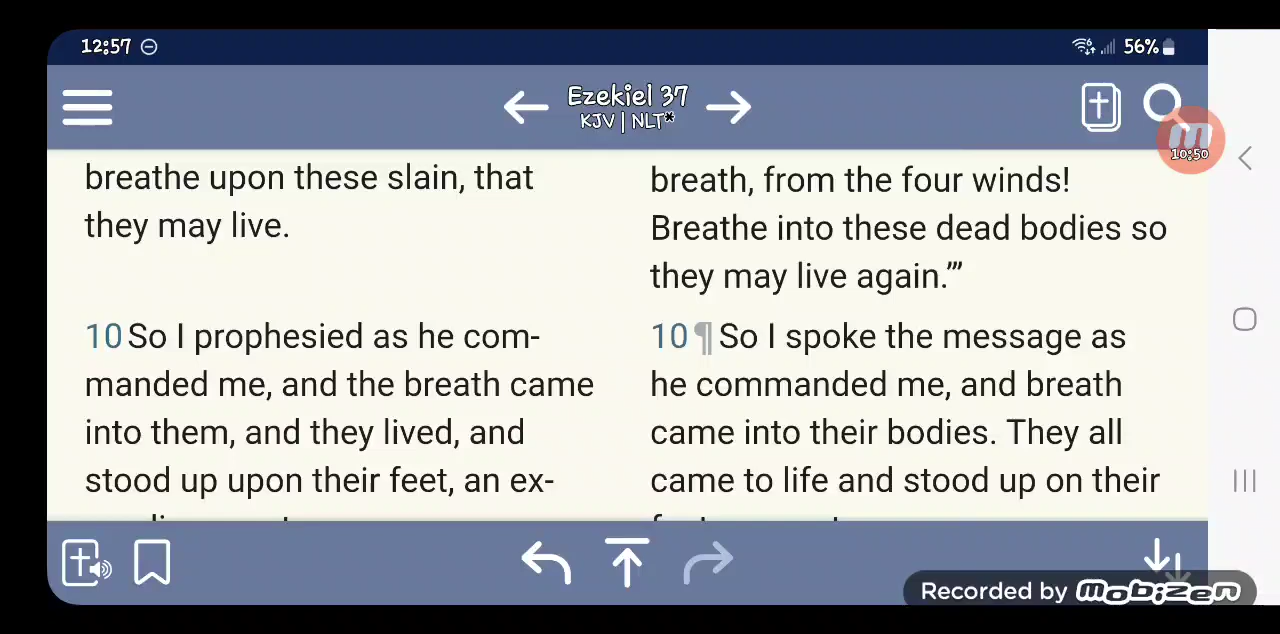 12:57
56%
Ezekiel 37
KJV | NLT*
10:50
breathe upon these slain, that
they may live.
10 So I prophesied as he com-
manded me, and the breath came
into them, and they lived, and
stood up upon their feet, an ex-
breath, from the four winds!
Breathe into these dead bodies so
they may live again.’”
10 ¶ So I spoke the message as
he commanded me, and breath
came into their bodies. They all
came to life and stood up on their
Recorded by Mobizen